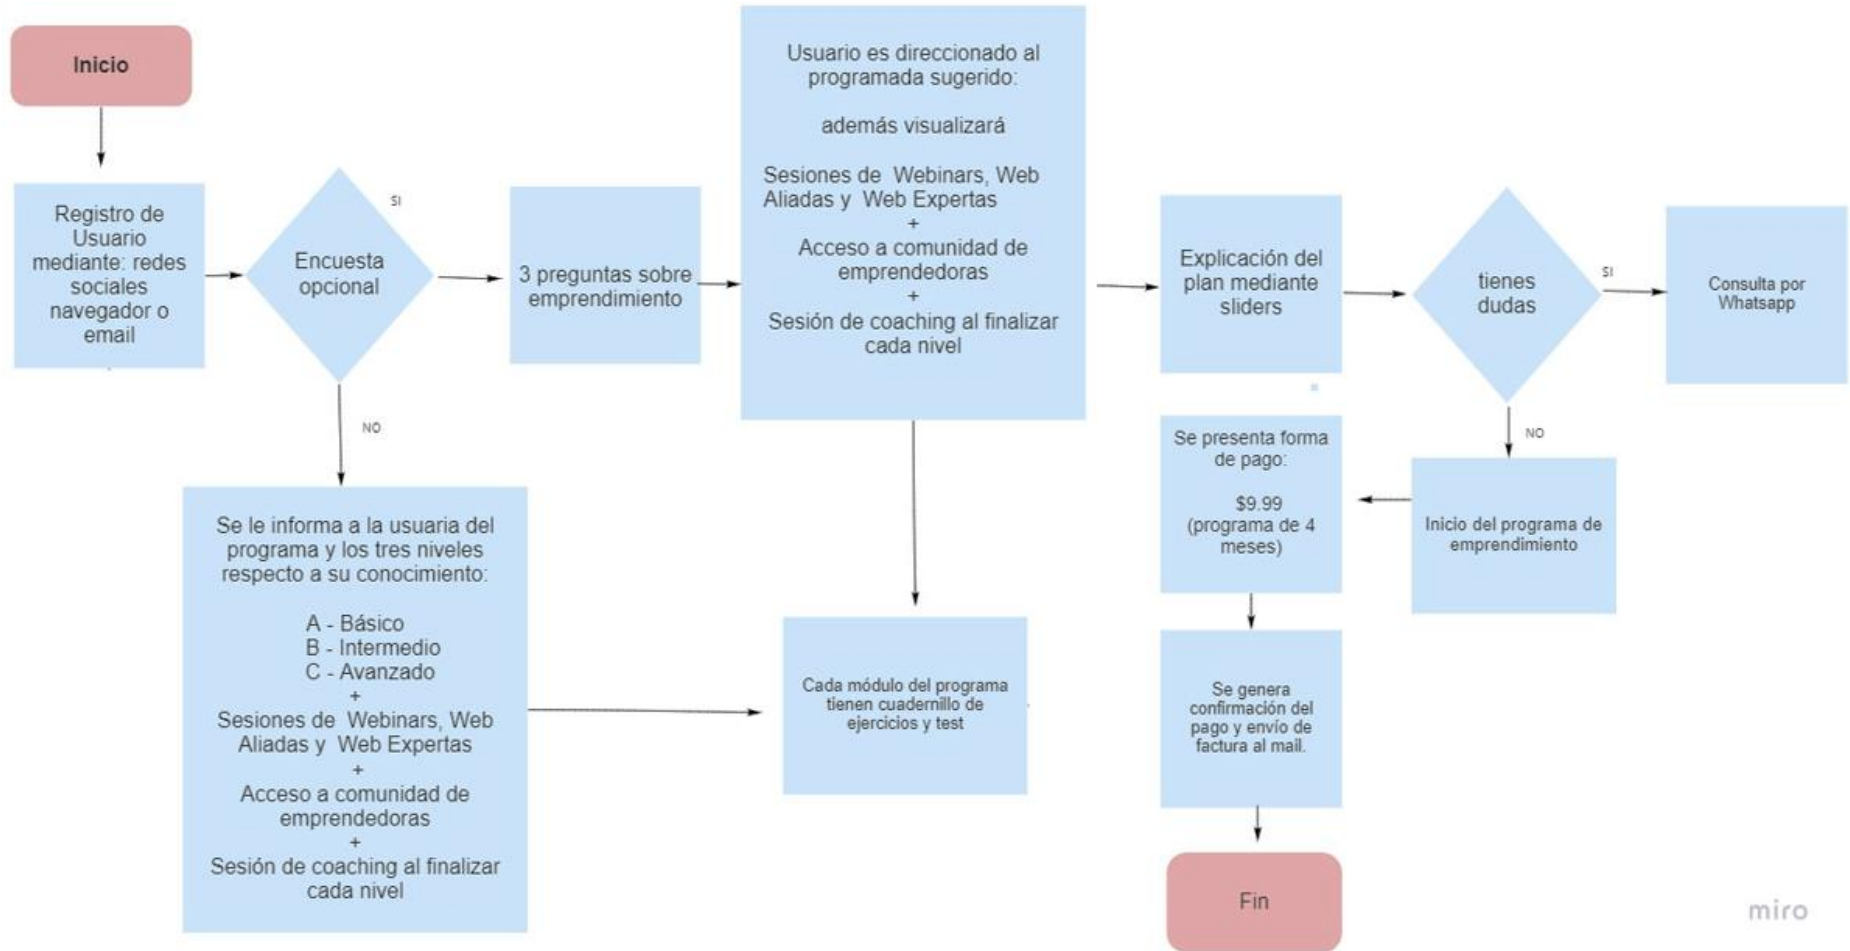 Inicio
Registro de
Usuario
mediante: redes
sociales
navegador o
email
Encuesta
opcional
SI
NO
3 preguntas sobre
emprendimiento
Usuario es direccionado al
programada sugerido:
además visualizará
Sesiones de Webinars, Web
Aliadas y Web Expertas
+
Acceso a comunidad de
emprendedoras
+
Sesión de coaching al finalizar
cada nivel
Explicación del
plan mediante
sliders
tienes
dudas
SI
Consulta por
Whatsapp
NO
Inicio del programa de
emprendimiento
Se presenta forma
de pago:
$9.99
(programa de 4
meses)
Se genera
confirmación del
pago y envío de
factura al mail.
Fin
Se le informa a la usuaria del
programa y los tres niveles
respecto a su conocimiento:
A - Básico
B - Intermedio
C - Avanzado
+
Sesiones de Webinars, Web
Aliadas y Web Expertas
+
Acceso a comunidad de
emprendedoras
+
Sesión de coaching al finalizar
cada nivel
Cada módulo del programa
tienen cuadernillo de
ejercicios y test
miro